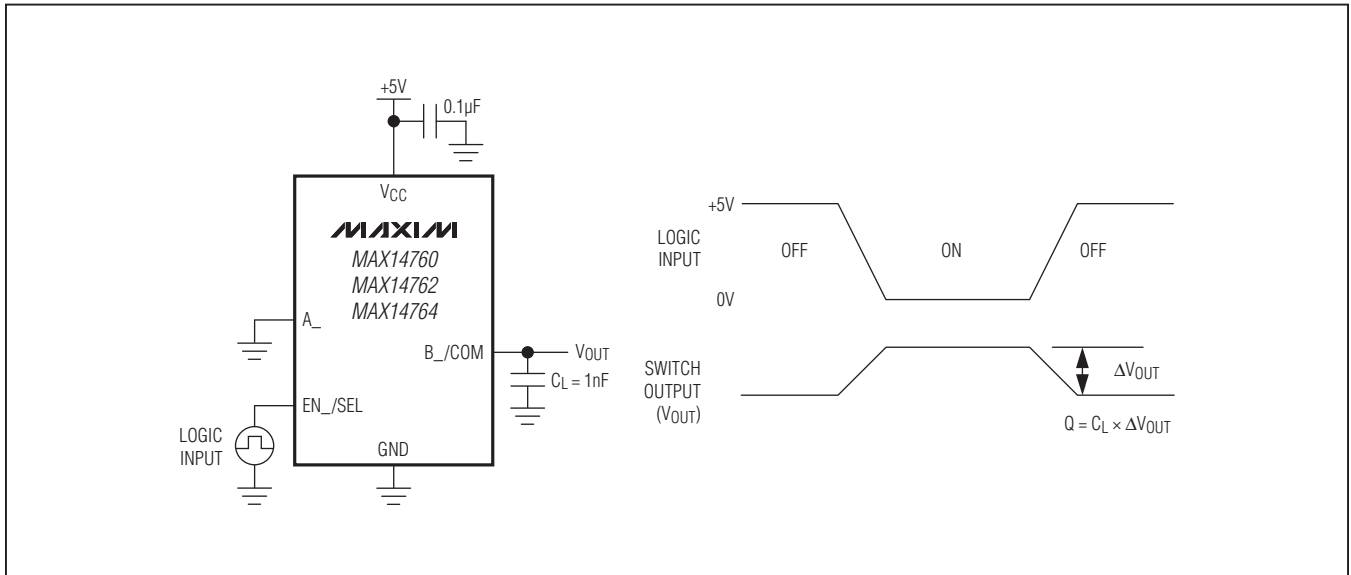 +5V
0.1µF
VCC
MAXIM
MAX14760
MAX14762
MAX14764
A_
B_/COM
VOUT
CL = 1nF
EN_/SEL
LOGIC
INPUT
GND
+5V
LOGIC
INPUT
OFF
ON
OFF
0V
SWITCH
OUTPUT
(VOUT)
ΔVOUT
Q = CL × ΔVOUT